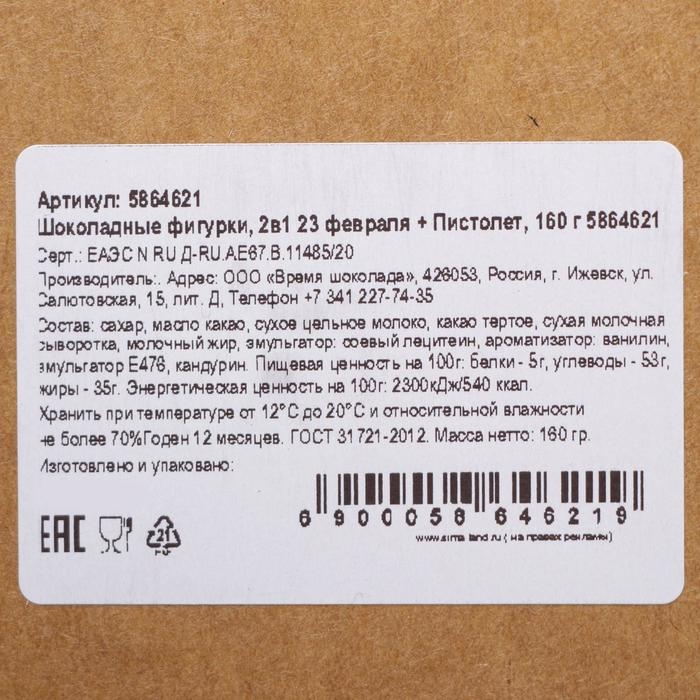 Артикул: 5864621
Шоколадные фигурки, 2в1 23 февраля + Пистолет, 160 г 5864621
Серт.: ЕАЭС N RU Д-RU.АЕ67.В.11485/20
Производитель:. Адрес: ООО «Время шоколада», 426053, Россия, г. Ижевск, ул.
Салютовская, 15, лит. Д, Телефон +7 341 227-74-35
Состав: сахар, масло какао, сухое цельное молоко, какао тертое, сухая молочная
сыворотка, молочный жир, эмульгатор: соевый лецитеин, ароматизатор: ванилин,
эмульгатор Е476, кандурин. Пищевая ценность на 100г: белки - 5г, углеводы - 53г,
жиры - 35г. Энергетическая ценность на 100г: 2300кДж/540 ккал.
Хранить при температуре от 12°С до 20°С и относительной влажности
не более 70%Годен 12 месяцев. ГОСТ 31721-2012. Масса нетто: 160 гр.
Изготовлено и упаковано:
6 900058 646219
www.sima-land.ru ( на правах рекламы)
EAC 21